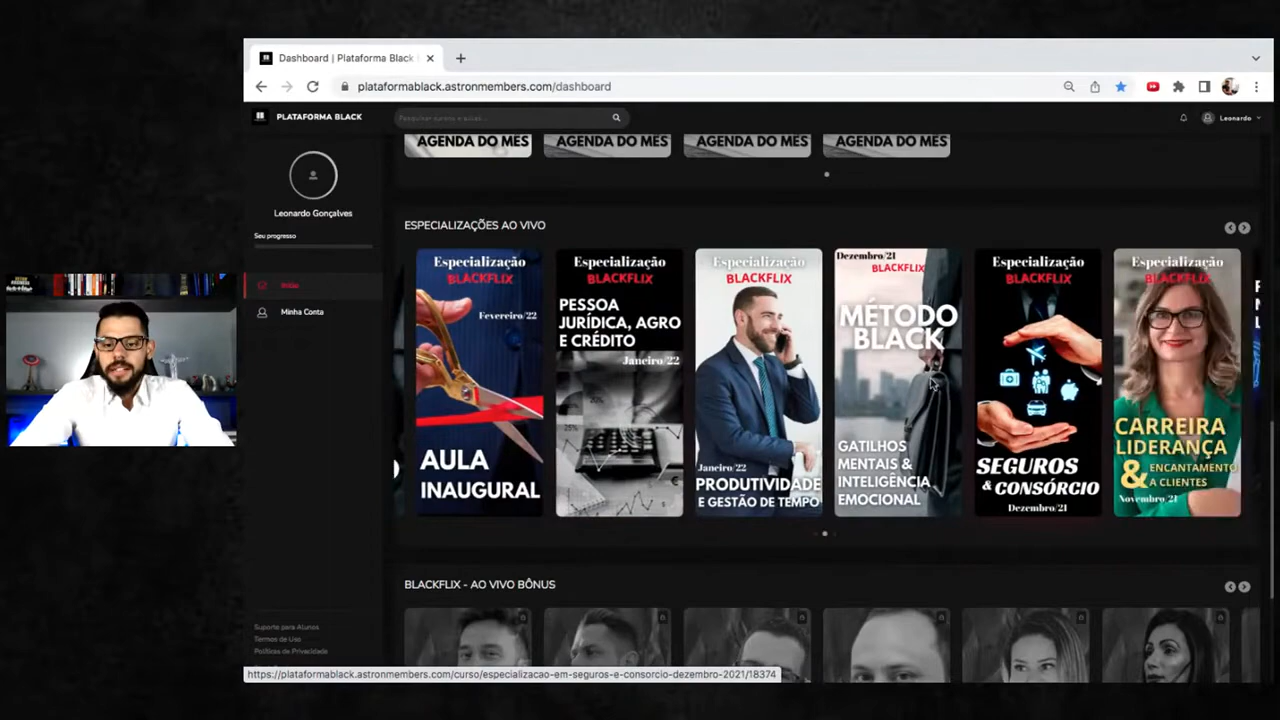 Dashboard | Plataforma Black
plataformablack.astronmembers.com/dashboard
PLATAFORMA BLACK
Pesquisar cursos e aulas...
Leonardo
AGENDA DO MÊS
AGENDA DO MÊS
AGENDA DO MÊS
AGENDA DO MÊS
Leonardo Gonçalves
Seu progresso
Início
Minha Conta
ESPECIALIZAÇÕES AO VIVO
Especialização
BLACKFLIX
Fevereiro/22
AULA
INAUGURAL
Especialização
BLACKFLIX
PESSOA
JURÍDICA, AGRO
E CRÉDITO
Janeiro/22
Especialização
BLACKFLIX
Janeiro/22
PRODUTIVIDADE
E GESTÃO DE TEMPO
Dezembro/21
BLACKFLIX
MÉTODO
BLACK
GATILHOS
MENTAIS &
INTELIGÊNCIA
EMOCIONAL
Especialização
BLACKFLIX
SEGUROS
& CONSÓRCIO
Dezembro/21
Especialização
BLACKFLIX
CARREIRA
LIDERANÇA
& ENCANTAMENTO
A CLIENTES
Novembro/21
BLACKFLIX - AO VIVO BÔNUS
Suporte para Alunos
Termos de Uso
Políticas de Privacidade
https://plataformablack.astronmembers.com/curso/especializacao-em-seguros-e-consorcio-dezembro-2021/18374